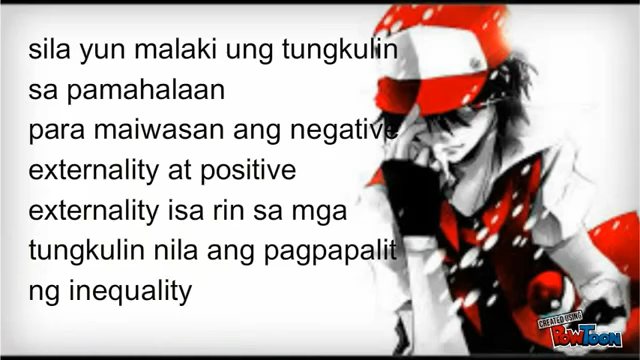 sila yun malaki ung tungkulin
sa pamahalaan
para maiwasan ang negative
externality at positive
externality isa rin sa mga
tungkulin nila ang pagpapalit
ng inequality
CREATED USING
POWTOON